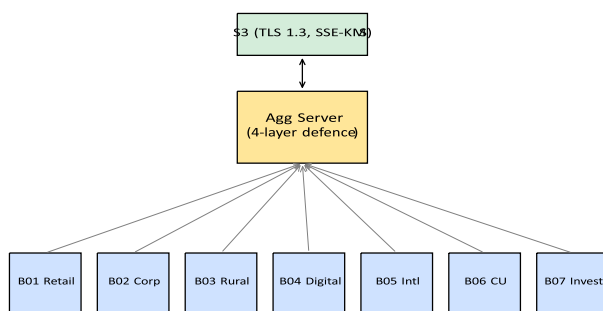 S3 (TLS 1.3, SSE-KMS)
Agg Server
(4-layer defence)
B01 Retail
B02 Corp
B03 Rural
B04 Digital
B05 Intl
B06 CU
B07 Invest